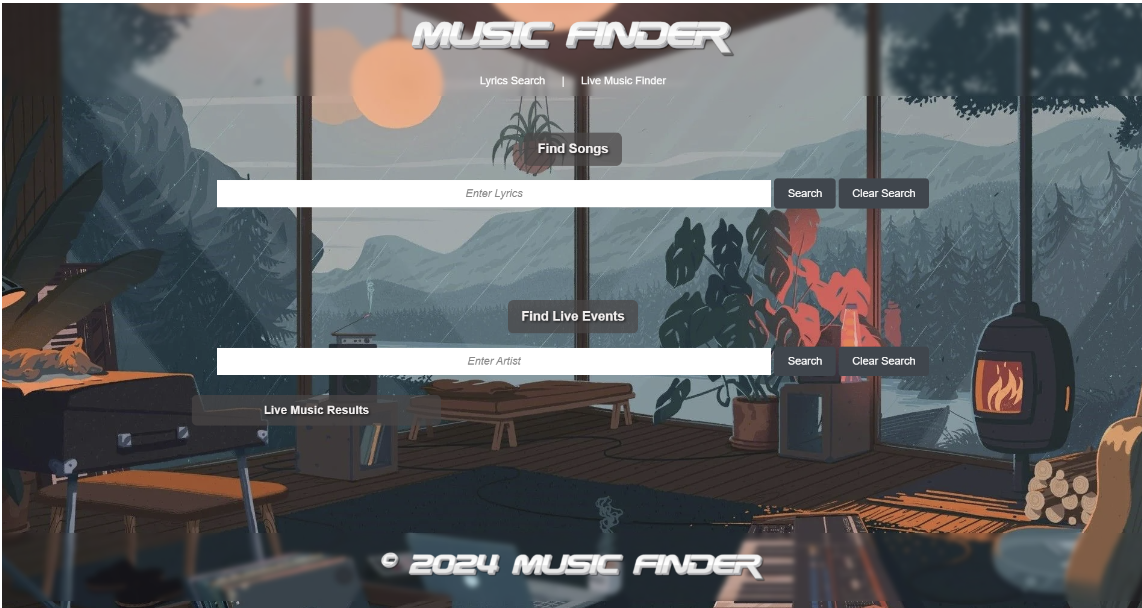 MUSIC FINDER
Lyrics Search | Live Music Finder
Find Songs
Enter Lyrics Search Clear Search
Find Live Events
Enter Artist Search Clear Search
Live Music Results
© 2024 MUSIC FINDER